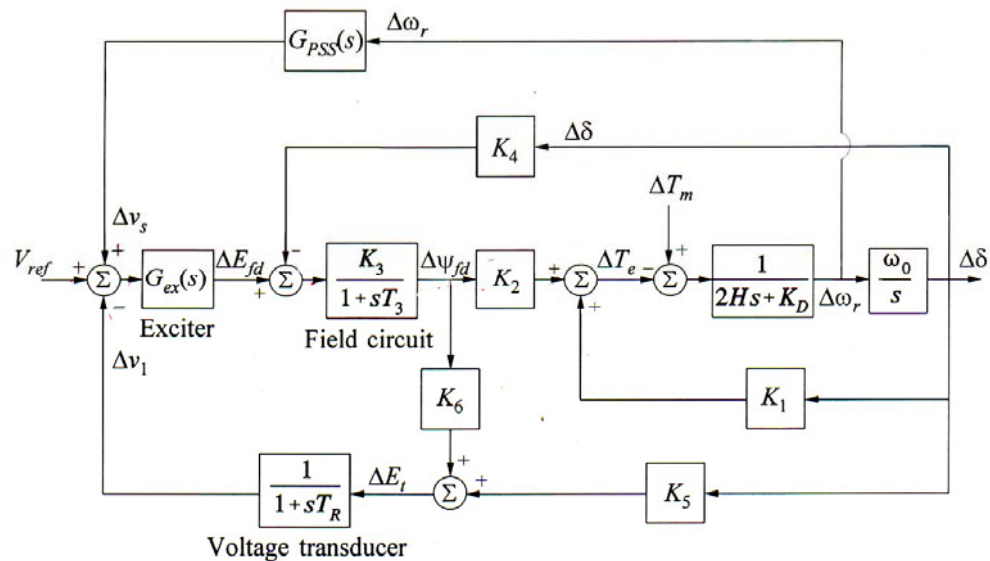 G_PSS(s)
Δω_r
K_4
Δδ
ΔT_m
Δv_s
V_ref
+
+
Σ
−
G_ex(s)
Exciter
ΔE_fd
−
+
Σ
K_3
1+sT_3
Field circuit
Δψ_fd
K_2
+
Σ
+
ΔT_e
−
+
Σ
1
2Hs+K_D
Δω_r
ω_0
s
Δδ
Δv_1
K_6
K_1
1
1+sT_R
Voltage transducer
ΔE_t
+
Σ
+
K_5